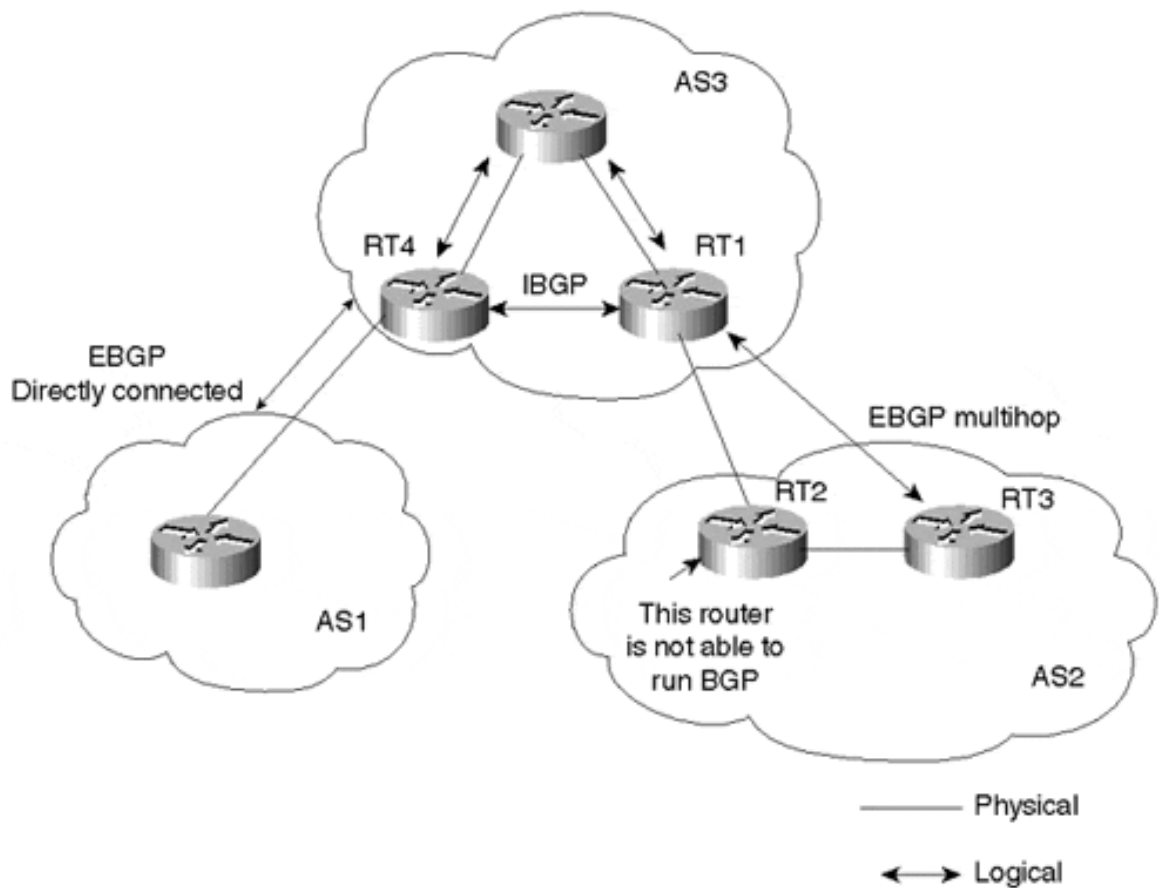 AS3
RT4
RT1
IBGP
EBGP
Directly connected
EBGP multihop
RT2
RT3
This router
is not able to
run BGP
AS1
AS2
Physical
Logical